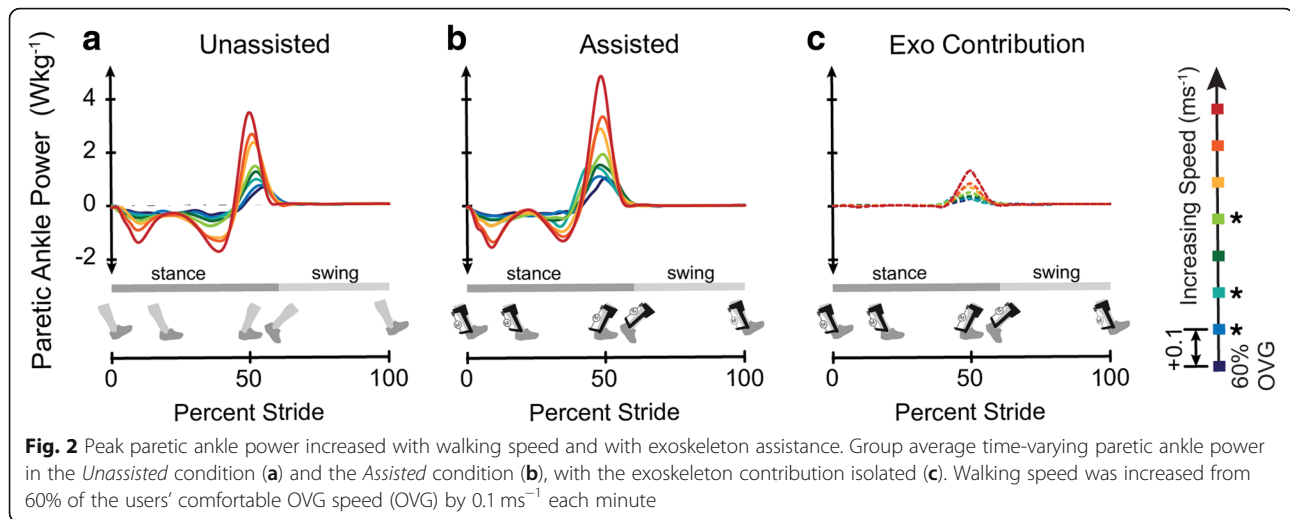 a Unassisted
b Assisted
c Exo Contribution
Paretic Ankle Power (Wkg⁻¹)
4
2
0
-2
stance swing
stance swing
stance swing
0 50 100
0 50 100
0 50 100
Percent Stride
Percent Stride
Percent Stride
Increasing Speed (ms⁻¹)
*
*
*
+0.1
60%
OVG
Fig. 2 Peak paretic ankle power increased with walking speed and with exoskeleton assistance. Group average time-varying paretic ankle power
in the Unassisted condition (a) and the Assisted condition (b), with the exoskeleton contribution isolated (c). Walking speed was increased from
60% of the users' comfortable OVG speed (OVG) by 0.1 ms⁻¹ each minute